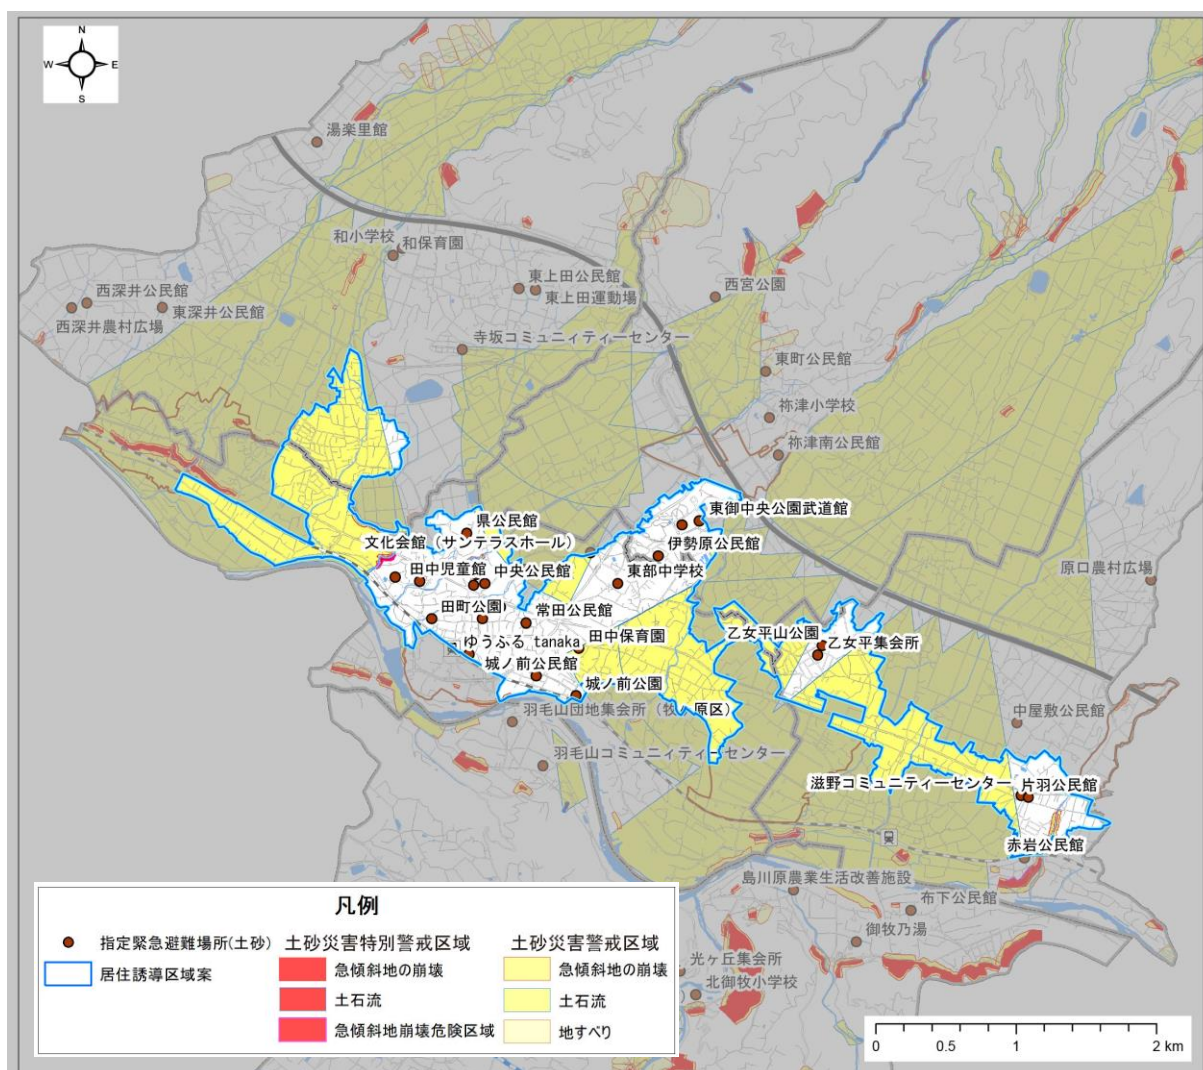 N
W
E
S
湯楽里館
和小学校
和保育園
東上田公民館
東上田運動場
西宮公園
西深井公民館
西深井農村広場
東深井公民館
寺坂コミュニィティーセンター
東町公民館
祢津小学校
祢津南公民館
県公民館
東御中央公園武道館
文化会館（サンテラスホール）
伊勢原公民館
田中児童館
中央公民館
東部中学校
原口農村広場
田町公園
常田公民館
乙女平山公園
乙女平集会所
ゆうふる tanaka
田中保育園
城ノ前公民館
城ノ前公園
羽毛山団地集会所（牧ヶ原区）
中屋敷公民館
羽毛山コミュニィティーセンター
滋野コミュニティーセンター
片羽公民館
赤岩公民館
島川原農業生活改善施設
布下公民館
御牧乃湯
光ヶ丘集会所
北御牧小学校
凡例
指定緊急避難場所(土砂)
居住誘導区域案
土砂災害特別警戒区域
急傾斜地の崩壊
土石流
急傾斜地崩壊危険区域
土砂災害警戒区域
急傾斜地の崩壊
土石流
地すべり
0 0.5 1 2 km